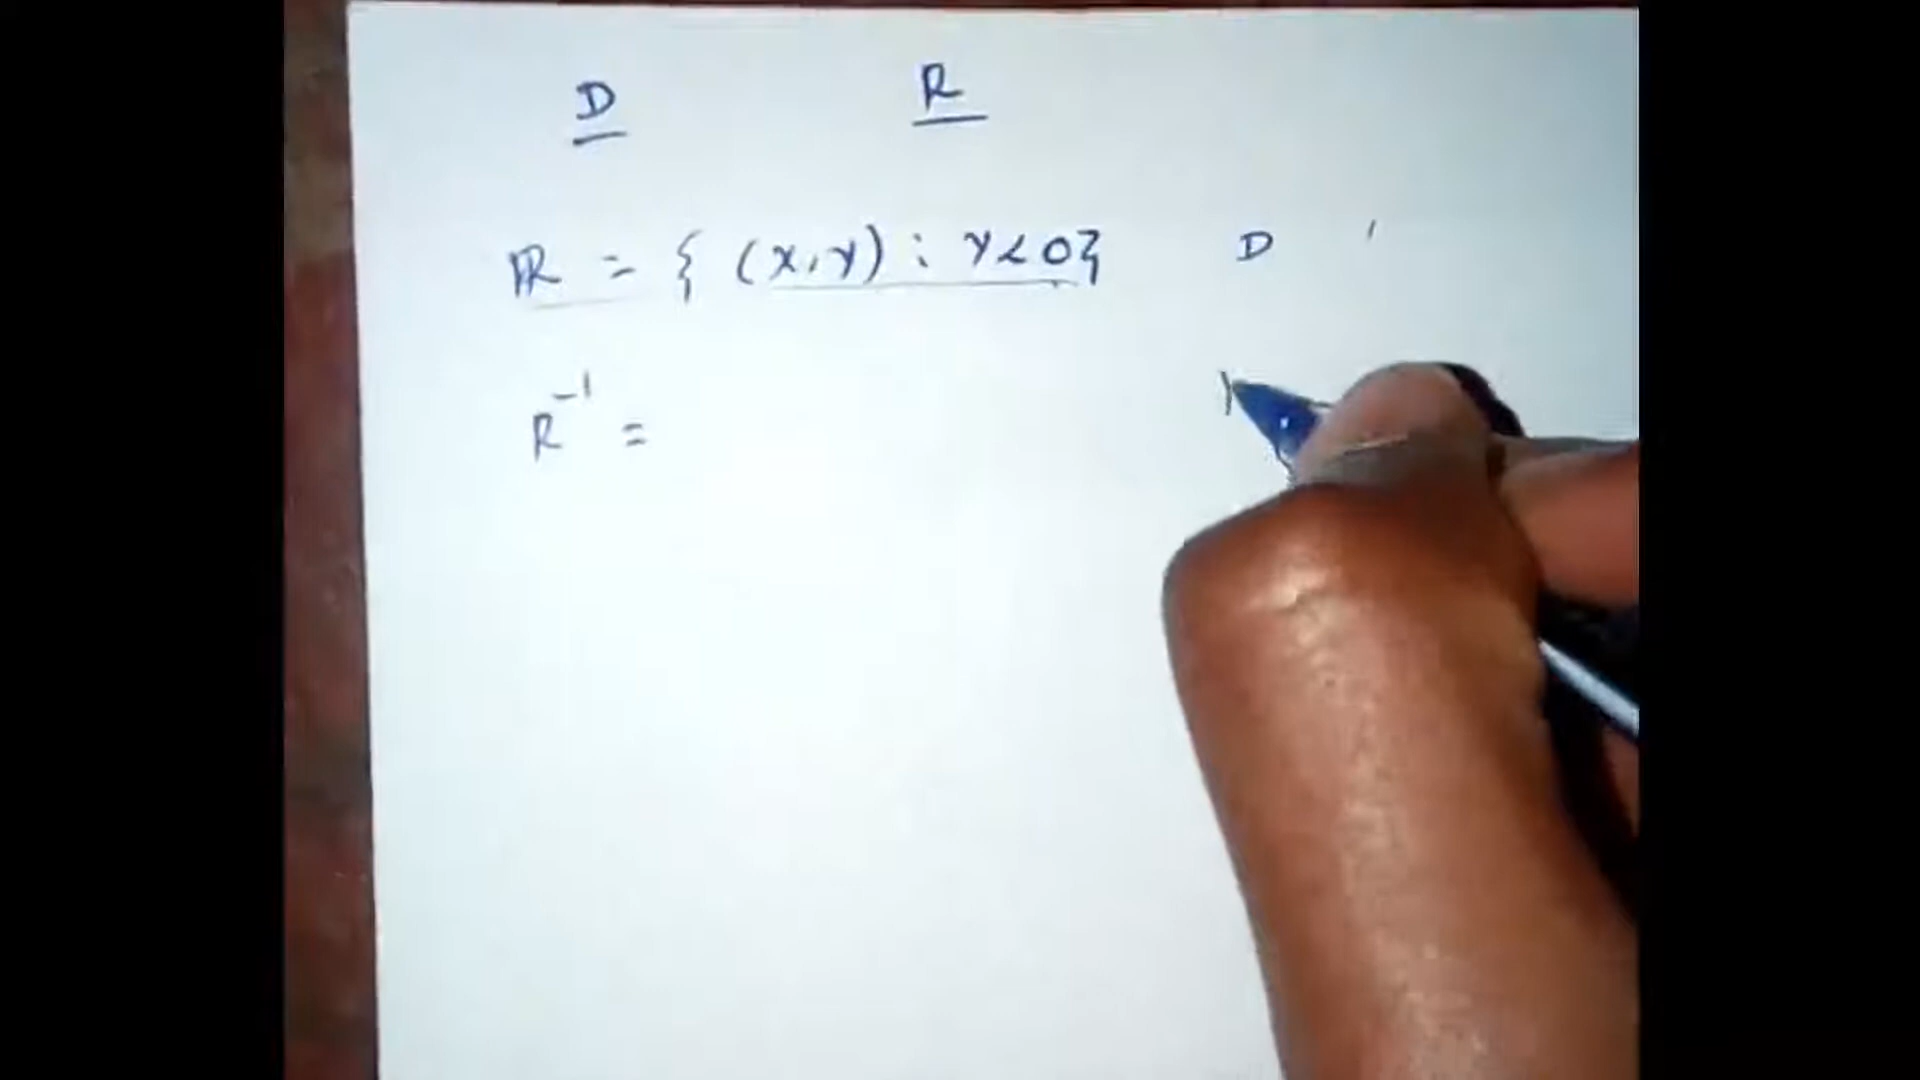 D R
R = { (x,y) : y<0} D '
R⁻¹ =